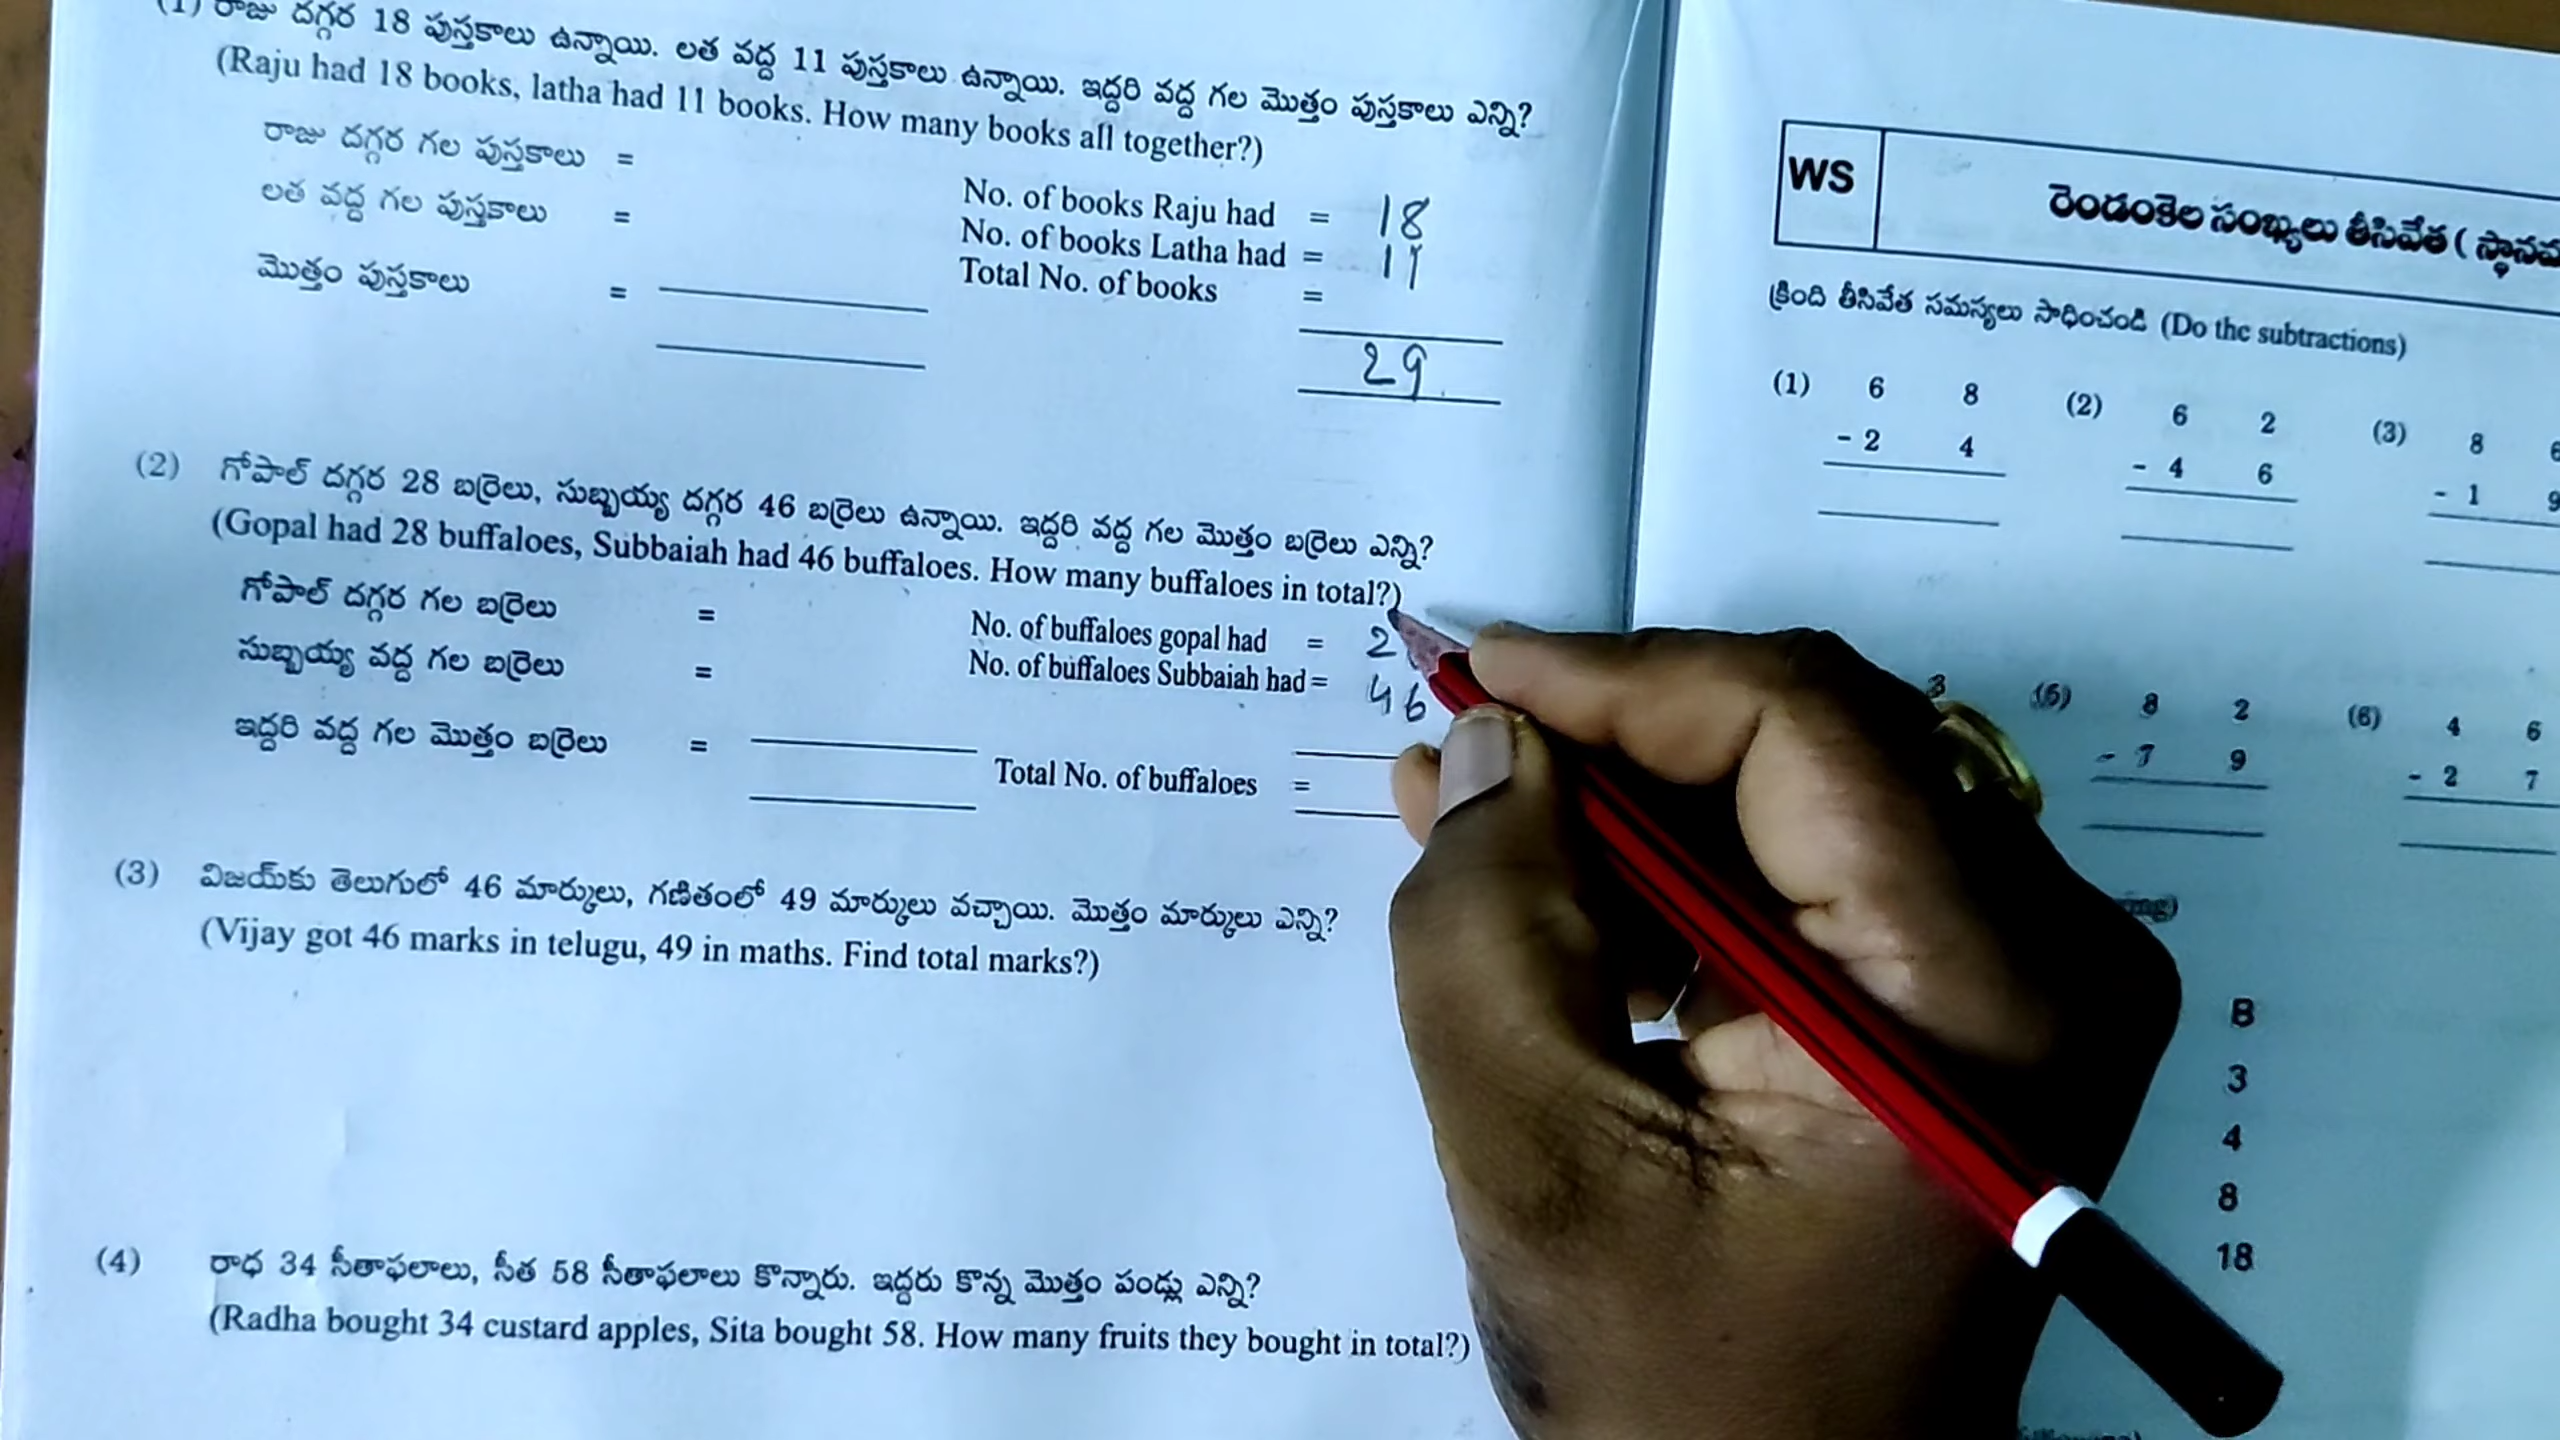 (1) రాజు దగ్గర 18 పుస్తకాలు ఉన్నాయి. లత వద్ద 11 పుస్తకాలు ఉన్నాయి. ఇద్దరి వద్ద గల మొత్తం పుస్తకాలు ఎన్ని?
(Raju had 18 books, latha had 11 books. How many books all together?)
రాజు దగ్గర గల పుస్తకాలు =
లత వద్ద గల పుస్తకాలు =
మొత్తం పుస్తకాలు =
No. of books Raju had = 18
No. of books Latha had = 11
Total No. of books =
29
(2) గోపాల్ దగ్గర 28 బర్రెలు, సుబ్బయ్య దగ్గర 46 బర్రెలు ఉన్నాయి. ఇద్దరి వద్ద గల మొత్తం బర్రెలు ఎన్ని?
(Gopal had 28 buffaloes, Subbaiah had 46 buffaloes. How many buffaloes in total?)
గోపాల్ దగ్గర గల బర్రెలు =
సుబ్బయ్య వద్ద గల బర్రెలు =
ఇద్దరి వద్ద గల మొత్తం బర్రెలు =
No. of buffaloes gopal had = 2
No. of buffaloes Subbaiah had = 46
Total No. of buffaloes =
(3) విజయ్‌కు తెలుగులో 46 మార్కులు, గణితంలో 49 మార్కులు వచ్చాయి. మొత్తం మార్కులు ఎన్ని?
(Vijay got 46 marks in telugu, 49 in maths. Find total marks?)
(4) రాధ 34 సీతాఫలాలు, సీత 58 సీతాఫలాలు కొన్నారు. ఇద్దరు కొన్న మొత్తం పండ్లు ఎన్ని?
(Radha bought 34 custard apples, Sita bought 58. How many fruits they bought in total?)
WS
రెండంకెల సంఖ్యలు తీసివేత (
క్రింది తీసివేత సమస్యలు సాధించండి (Do the subtractions)
(1) 6 8 (2) 6 2 (3) 8
- 2 4 - 4 6 - 1 9
3 (5) 8 2 (6) 4 6
- 7 9 - 2 7
B
3
4
8
18